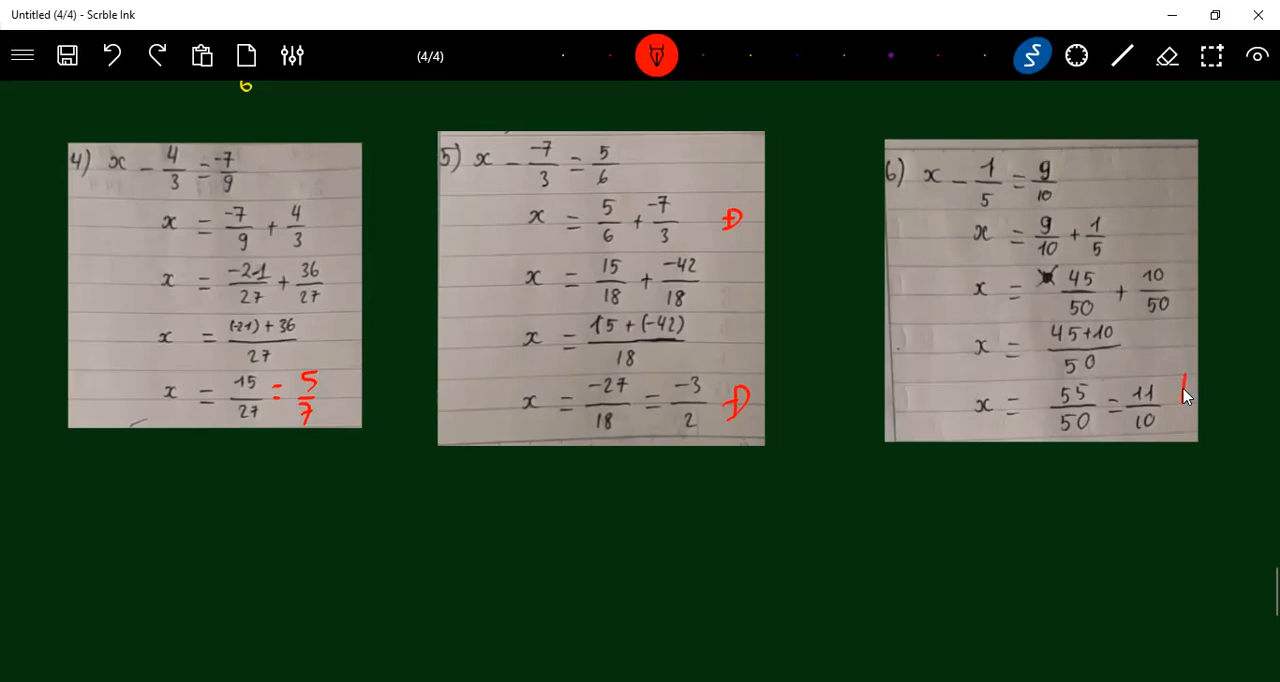 Untitled (4/4) - Scrble Ink
(4/4)
6
4) x - 4/3 = -7/9
x = -7/9 + 4/3
x = -21/27 + 36/27
x = (-21) + 36/27
x = 15/27 = 5/7
5) x - -7/3 = 5/6
x = 5/6 + -7/3 Đ
x = 15/18 + -42/18
x = 15 + (-42)/18
x = -27/18 = -3/2 Đ
6) x - 1/5 = 9/10
x = 9/10 + 1/5
x = 45/50 + 10/50
x = 45+10/50
x = 55/50 = 11/10